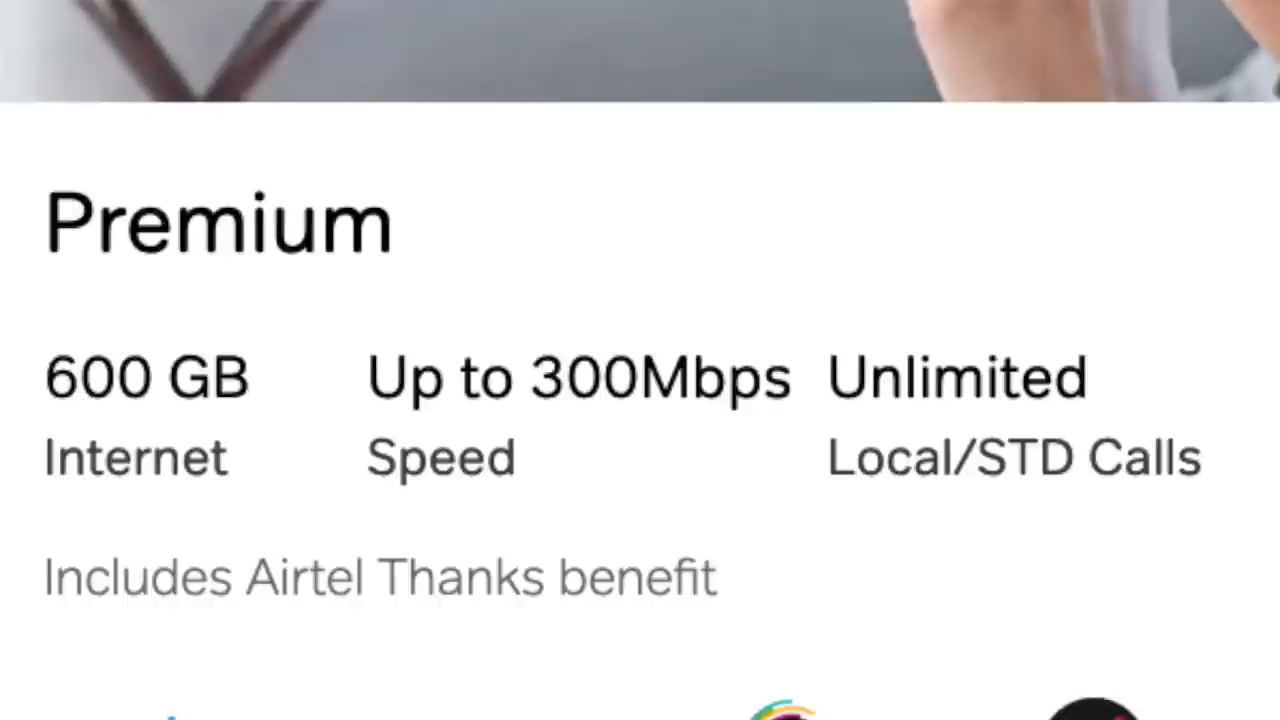 Premium
600 GB Up to 300Mbps Unlimited
Internet Speed Local/STD Calls
Includes Airtel Thanks benefit